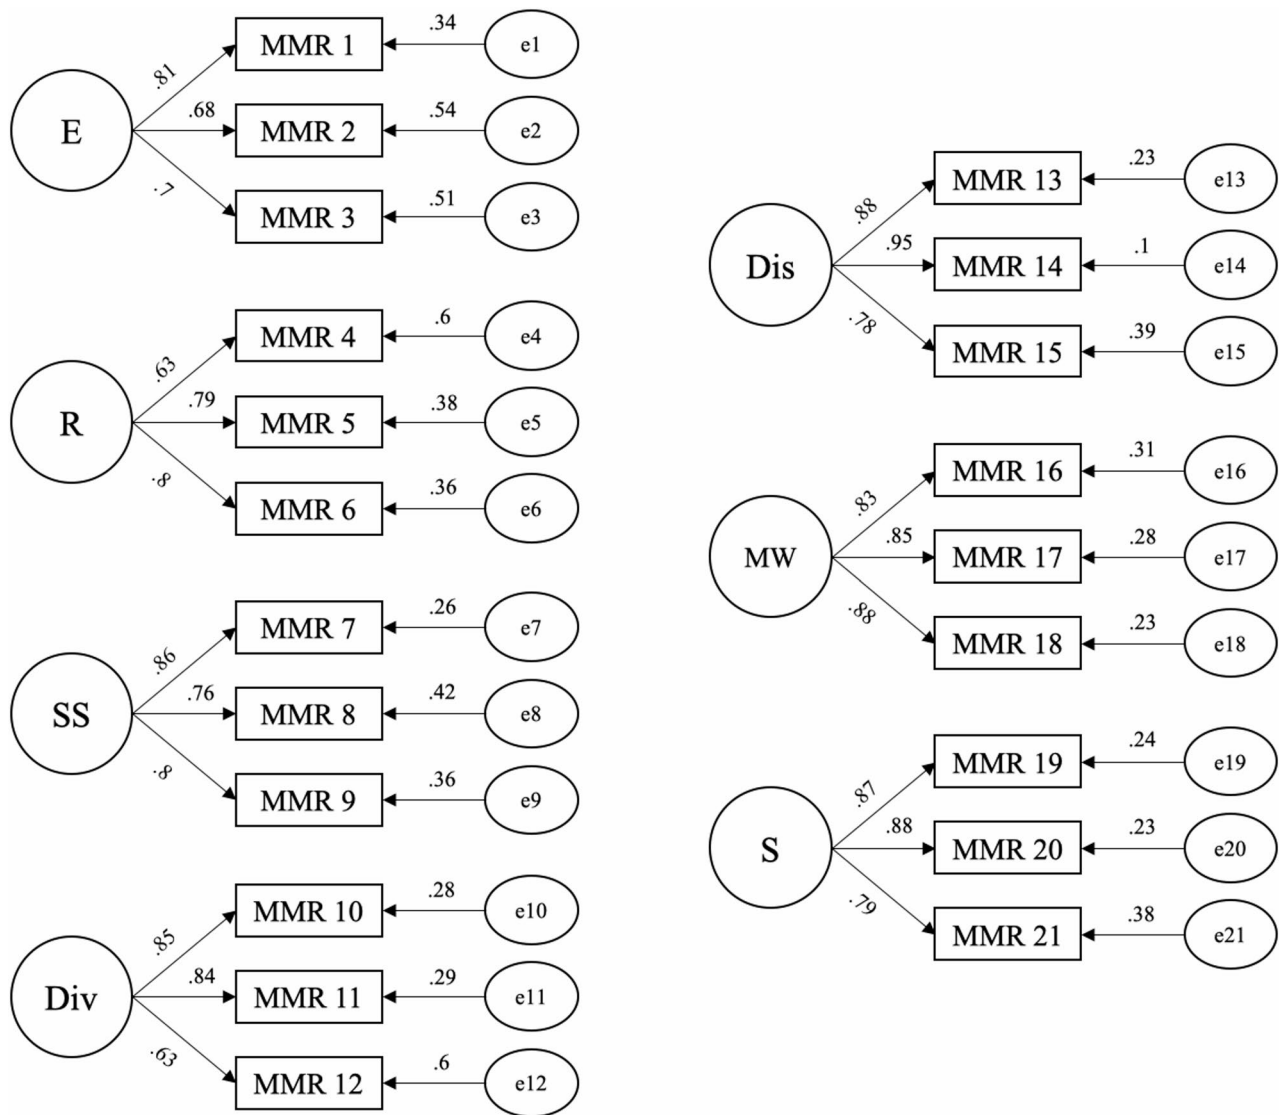 E
.81
.68
.7
MMR 1
.34
e1
MMR 2
.54
e2
MMR 3
.51
e3
R
.63
.79
.8
MMR 4
.6
e4
MMR 5
.38
e5
MMR 6
.36
e6
SS
.86
.76
.8
MMR 7
.26
e7
MMR 8
.42
e8
MMR 9
.36
e9
Div
.85
.84
.63
MMR 10
.28
e10
MMR 11
.29
e11
MMR 12
.6
e12
Dis
.88
.95
.78
MMR 13
.23
e13
MMR 14
.1
e14
MMR 15
.39
e15
MW
.83
.85
.88
MMR 16
.31
e16
MMR 17
.28
e17
MMR 18
.23
e18
S
.87
.88
.79
MMR 19
.24
e19
MMR 20
.23
e20
MMR 21
.38
e21